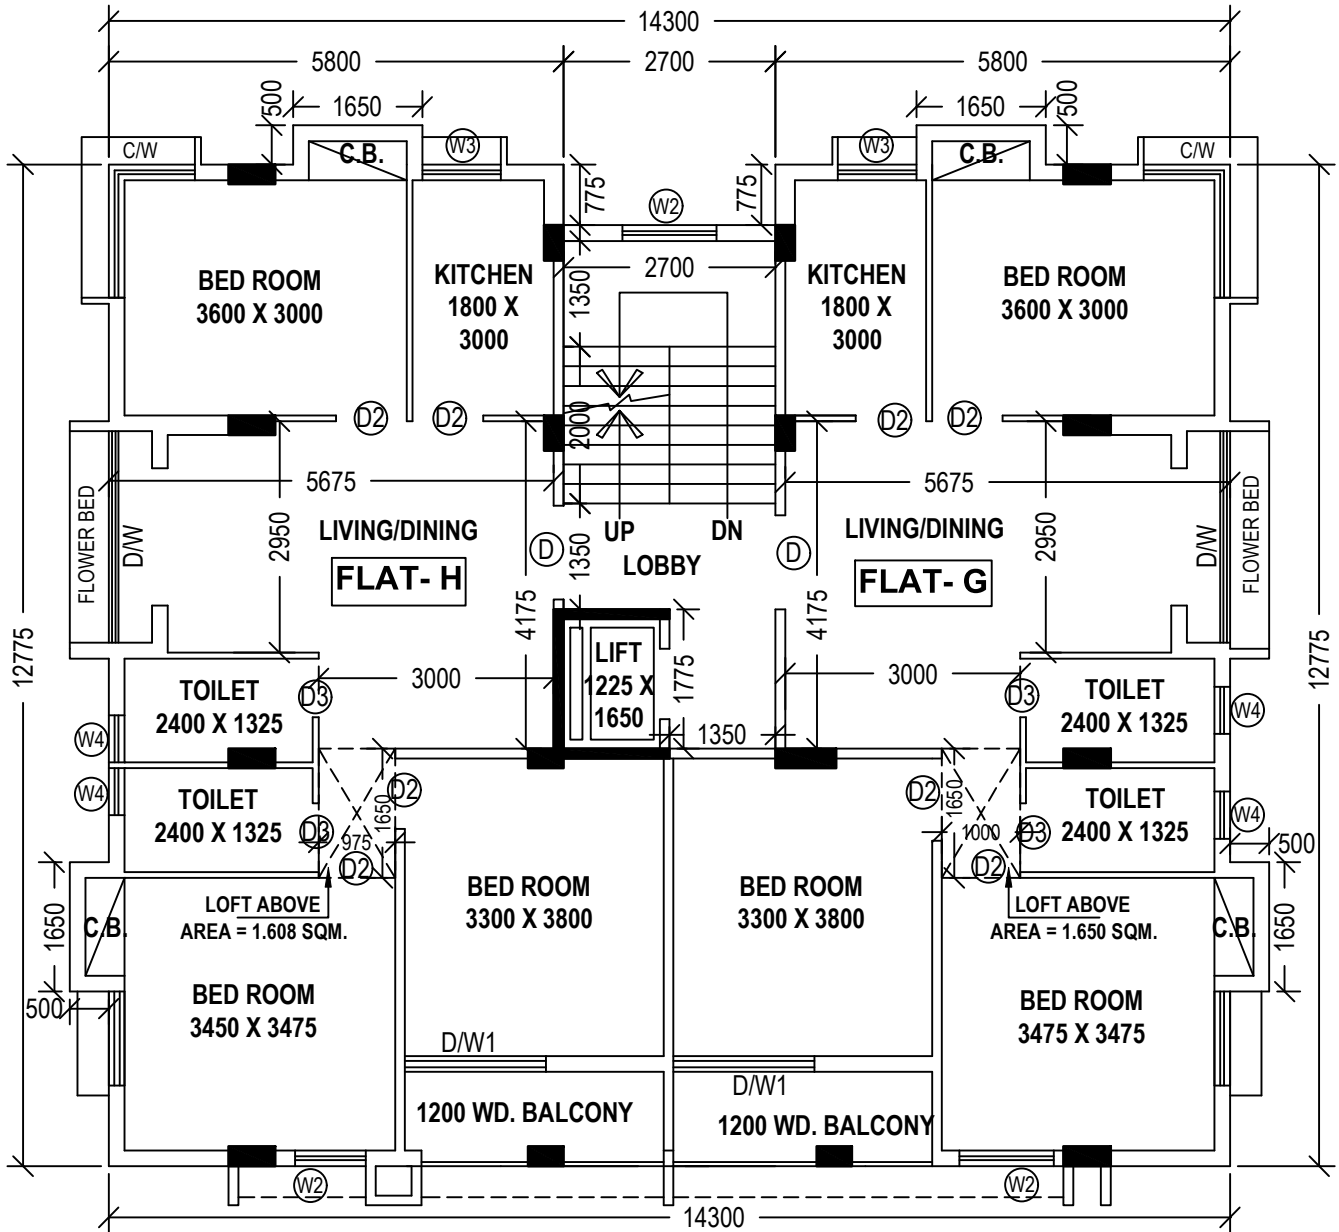 14300
5800
2700
5800
500
1650
1650
500
C/W
C.B.
W3
W3
C.B.
C/W
775
W2
775
2700
1350
BED ROOM
3600 X 3000
KITCHEN
1800 X
3000
KITCHEN
1800 X
3000
BED ROOM
3600 X 3000
D2
D2
2000
D2
D2
5675
5675
FLOWER BED
D/W
2950
LIVING/DINING
FLAT- H
D
1350
UP
DN
LOBBY
D
LIVING/DINING
FLAT- G
2950
D/W
FLOWER BED
12775
4175
4175
12775
3000
LIFT
1225 X
1650
1775
3000
1350
TOILET
2400 X 1325
D3
W4
D3
TOILET
2400 X 1325
W4
W4
TOILET
2400 X 1325
D3
975
1650
D2
D2
D2
1650
1000
D2
D3
TOILET
2400 X 1325
W4
500
1650
C.B.
LOFT ABOVE
AREA = 1.608 SQM.
BED ROOM
3300 X 3800
BED ROOM
3300 X 3800
LOFT ABOVE
AREA = 1.650 SQM.
C.B.
1650
500
BED ROOM
3450 X 3475
BED ROOM
3475 X 3475
D/W1
D/W1
1200 WD. BALCONY
1200 WD. BALCONY
W2
W2
14300